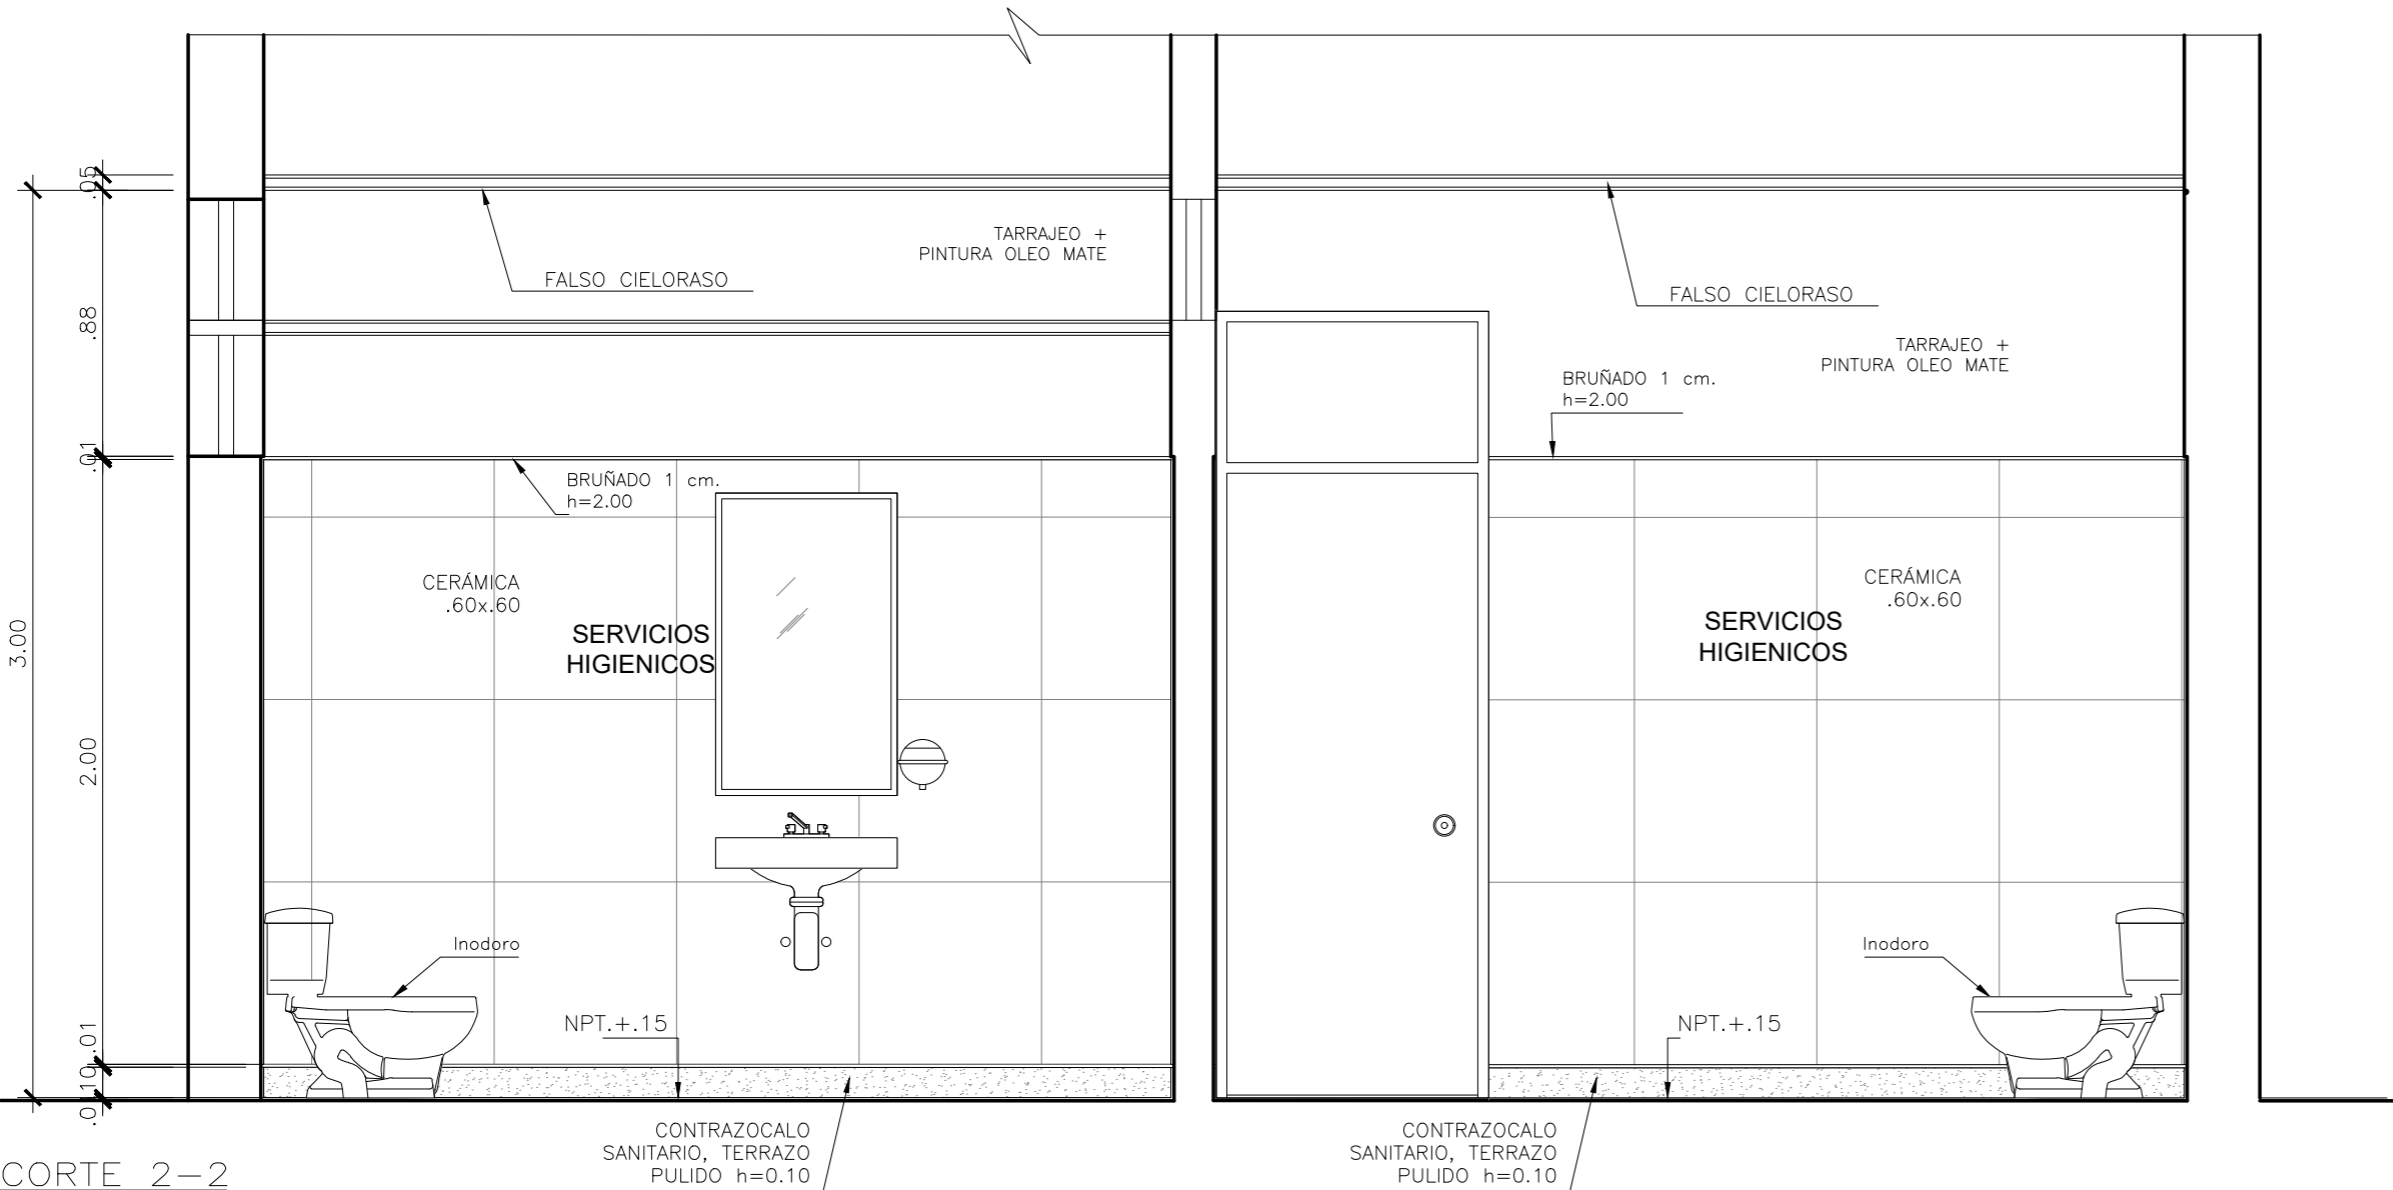 .05
TARRAJEO +
PINTURA OLEO MATE
FALSO CIELORASO
FALSO CIELORASO
.88
TARRAJEO +
PINTURA OLEO MATE
BRUÑADO 1 cm.
h=2.00
.01
BRUÑADO 1 cm.
h=2.00
CERÁMICA
.60x.60
CERÁMICA
.60x.60
SERVICIOS
HIGIENICOS
SERVICIOS
HIGIENICOS
3.00
2.00
Inodoro
Inodoro
NPT.+.15
NPT.+.15
.01
.10
.01
CONTRAZOCALO
SANITARIO, TERRAZO
PULIDO h=0.10
CONTRAZOCALO
SANITARIO, TERRAZO
PULIDO h=0.10
CORTE 2-2